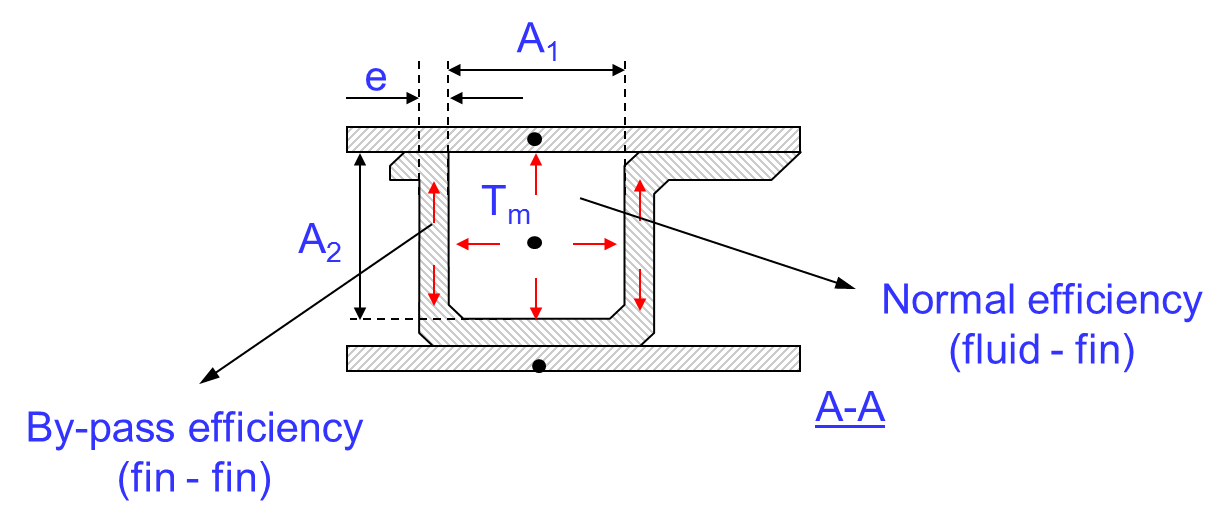 A₁
e
Tₘ
A₂
Normal efficiency
(fluid - fin)
A-A
By-pass efficiency
(fin - fin)